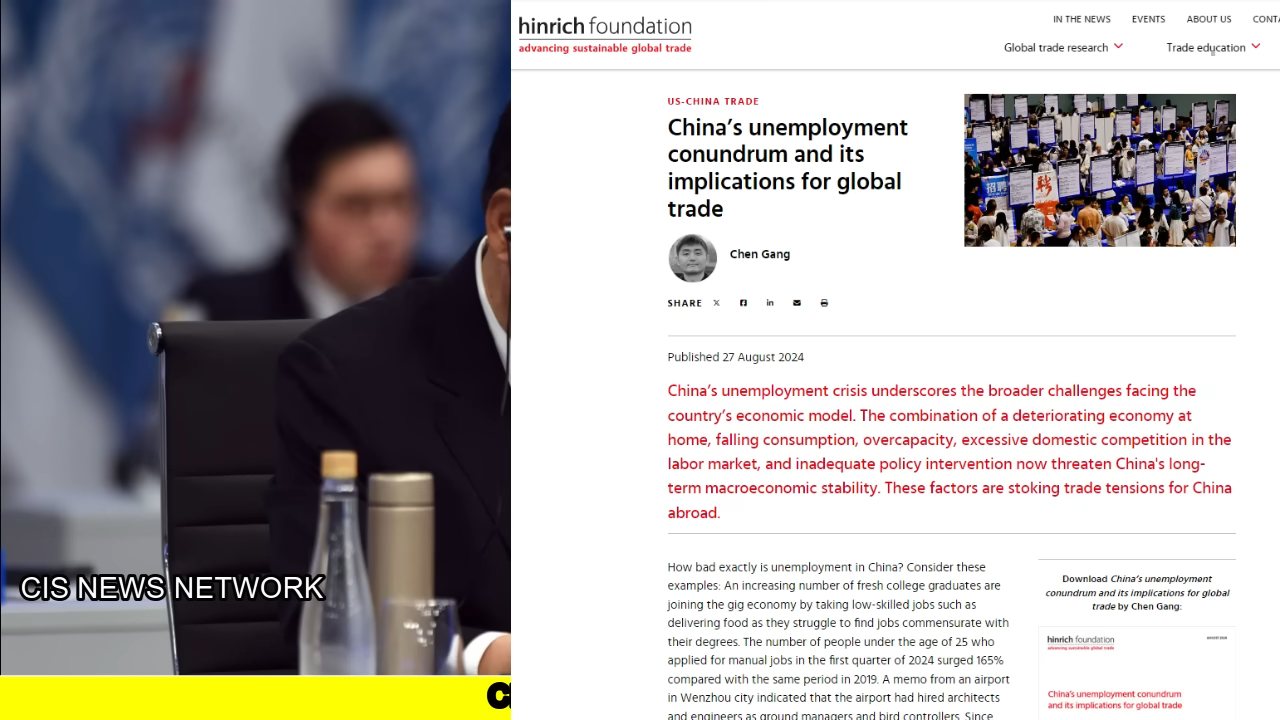 hinrich foundation
advancing sustainable global trade
IN THE NEWS EVENTS ABOUT US
Global trade research Trade education
US-CHINA TRADE
China's unemployment
conundrum and its
implications for global
trade
Chen Gang
SHARE
Published 27 August 2024
China's unemployment crisis underscores the broader challenges facing the
country's economic model. The combination of a deteriorating economy at
home, falling consumption, overcapacity, excessive domestic competition in the
labor market, and inadequate policy intervention now threaten China's long-
term macroeconomic stability. These factors are stoking trade tensions for China
abroad.
How bad exactly is unemployment in China? Consider these
examples: An increasing number of fresh college graduates are
joining the gig economy by taking low-skilled jobs such as
delivering food as they struggle to find jobs commensurate with
their degrees. The number of people under the age of 25 who
applied for manual jobs in the first quarter of 2024 surged 165%
compared with the same period in 2019. A memo from an airport
in Wenzhou city indicated that the airport had hired architects
and engineers as ground managers and bird controllers. Since
Download China's unemployment
conundrum and its implications for global
trade by Chen Gang:
hinrich foundation
advancing sustainable global trade
China's unemployment conundrum
and its implications for global trade
招聘
聘
CIS NEWS NETWORK